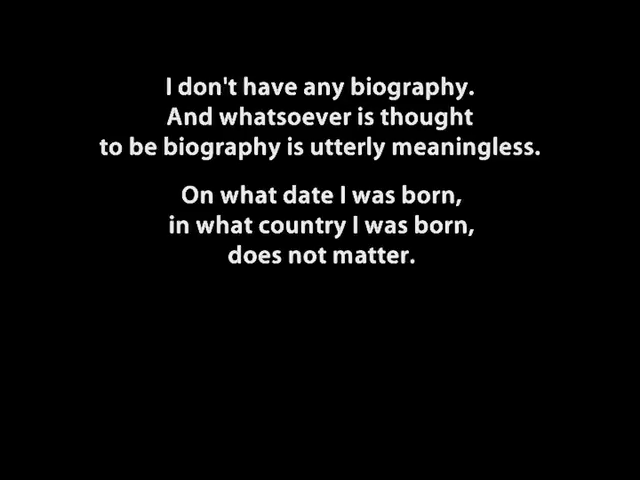 I don't have any biography.
And whatsoever is thought
to be biography is utterly meaningless.
On what date I was born,
in what country I was born,
does not matter.